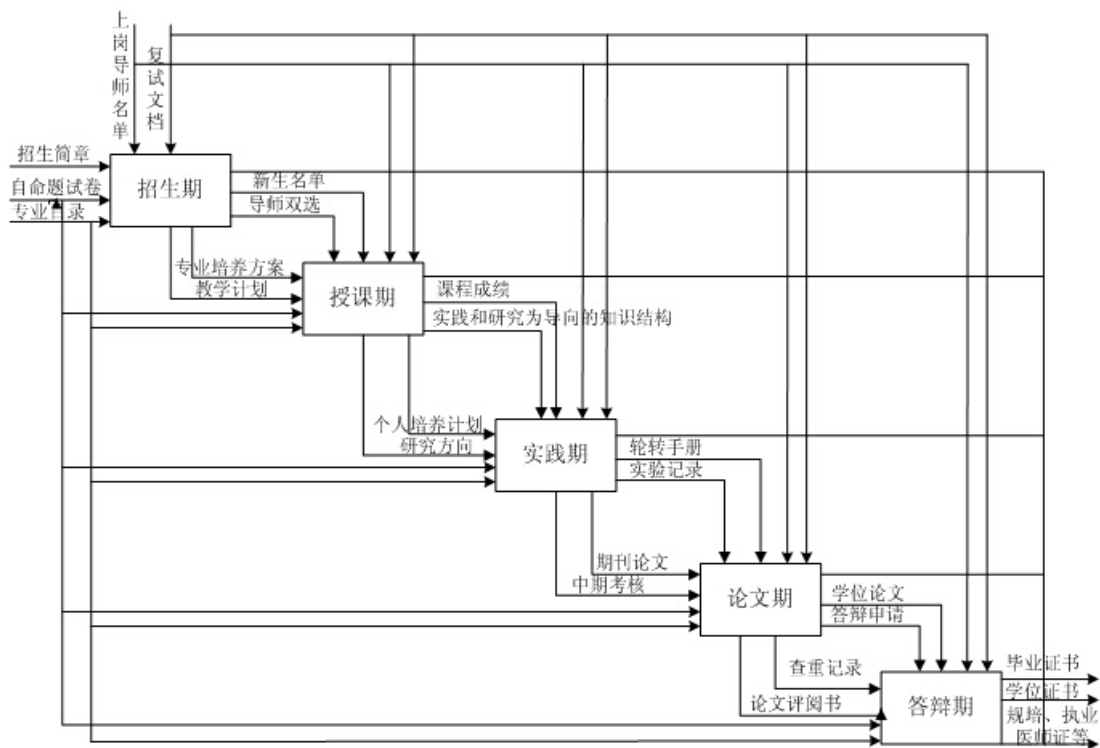 上岗导师名单
复试文档
招生简章
自命题试卷
专业目录
招生期
新生名单
导师双选
专业培养方案
教学计划
授课期
课程成绩
实践和研究为导向的知识结构
个人培养计划
研究方向
实践期
轮转手册
实验记录
期刊论文
中期考核
论文期
学位论文
答辩申请
查重记录
论文评阅书
答辩期
毕业证书
学位证书
规培、执业
医师证等